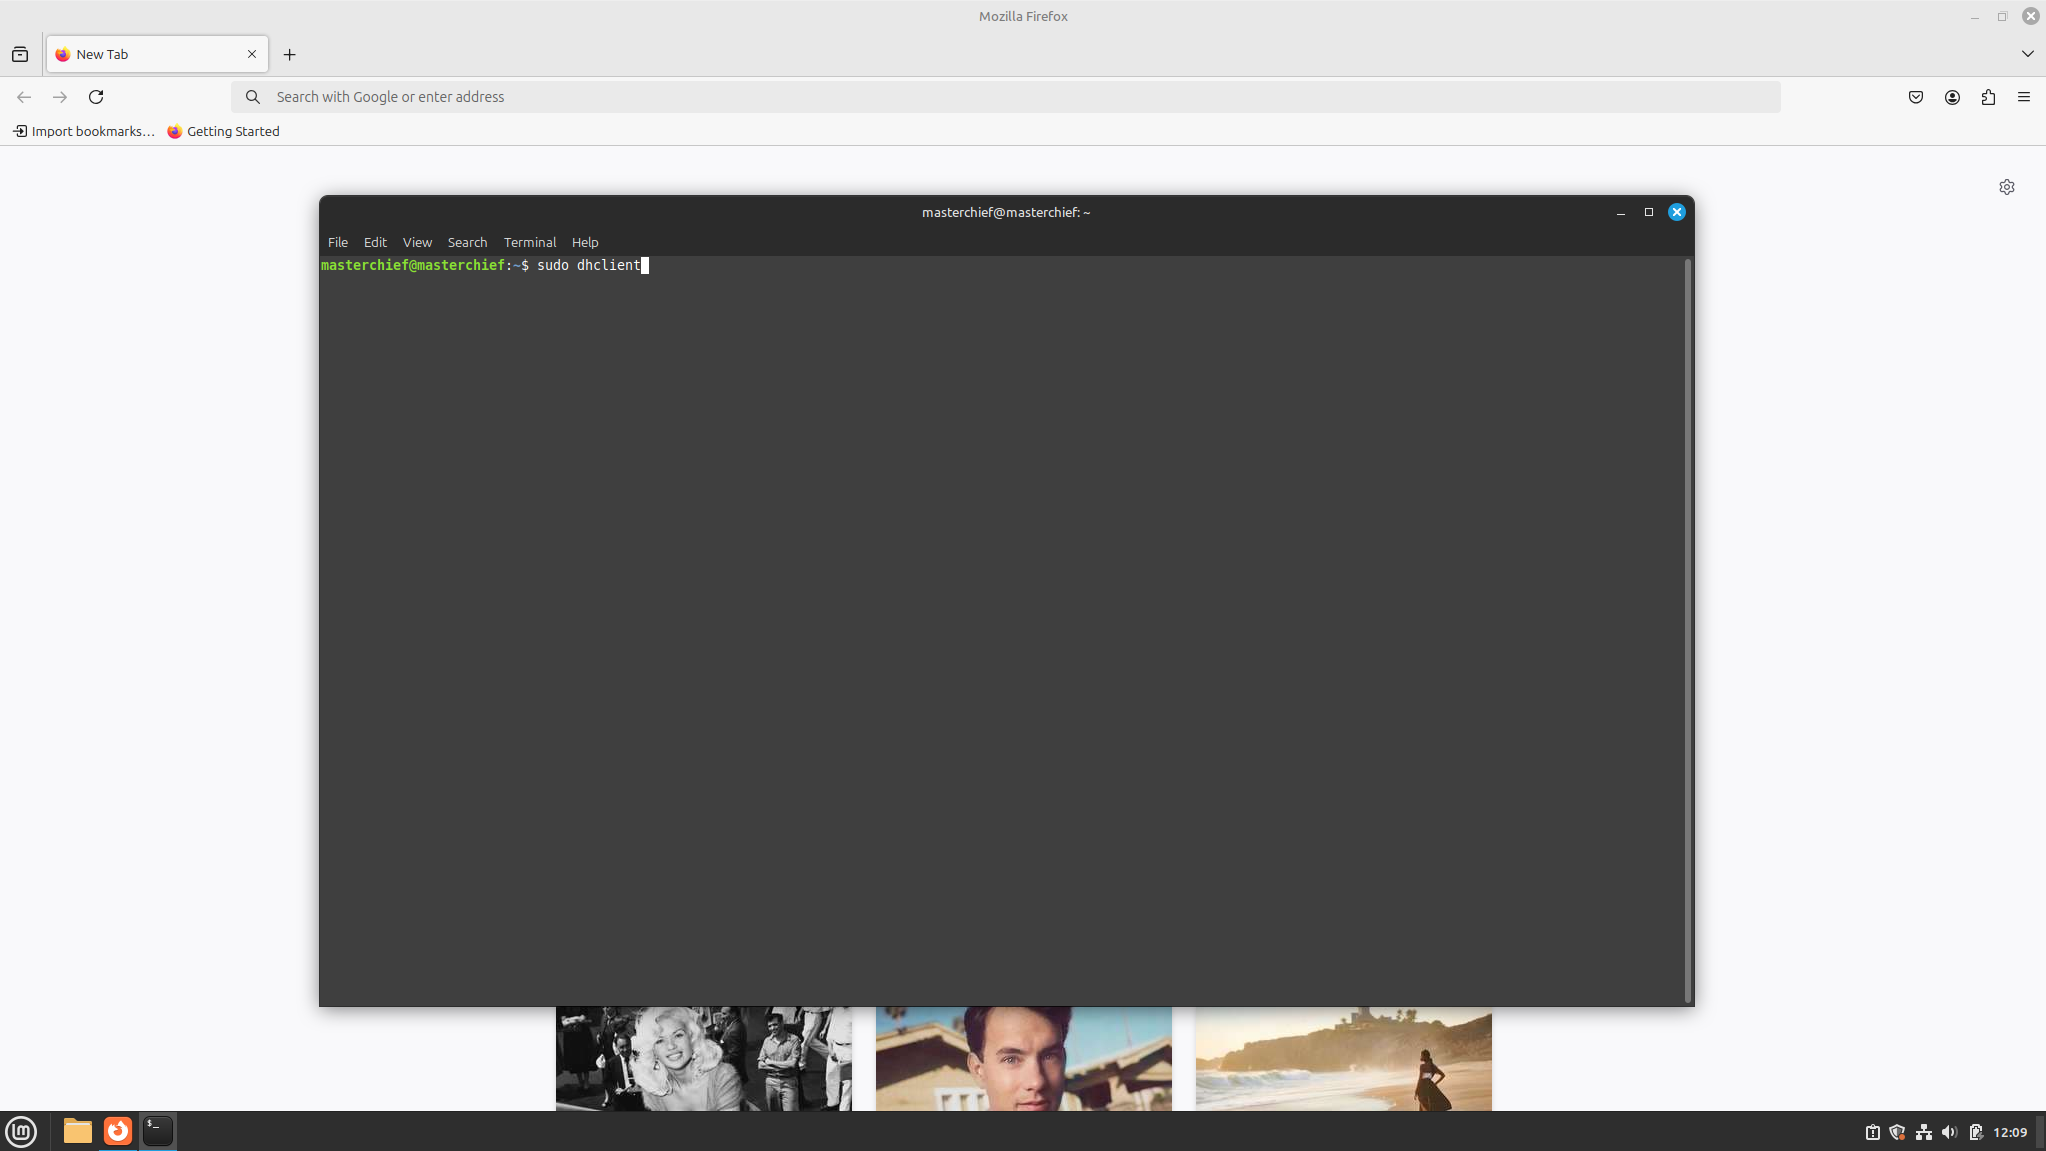 Mozilla Firefox
New Tab
Search with Google or enter address
Import bookmarks…
Getting Started
masterchief@masterchief: ~
File Edit View Search Terminal Help
masterchief@masterchief:~$ sudo dhclient
12:09